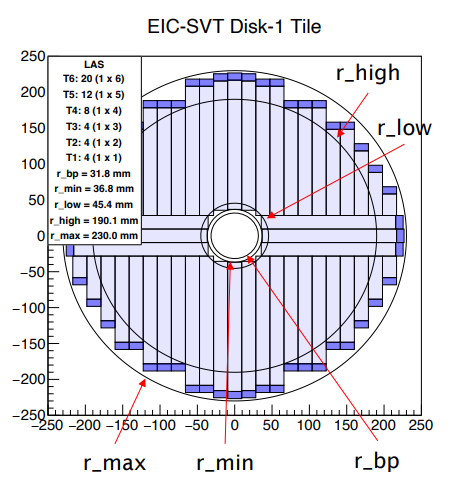 EIC-SVT Disk-1 Tile
250
200
150
100
50
0
−50
−100
−150
−200
−250
LAS
T6: 20 (1 x 6)
T5: 12 (1 x 5)
T4: 8 (1 x 4)
T3: 4 (1 x 3)
T2: 4 (1 x 2)
T1: 4 (1 x 1)
r_bp = 31.8 mm
r_min = 36.8 mm
r_low = 45.4 mm
r_high = 190.1 mm
r_max = 230.0 mm
r_high
r_low
−250 −200 −150 −100 −50 0 50 100 150 200 250
r_max r_min r_bp